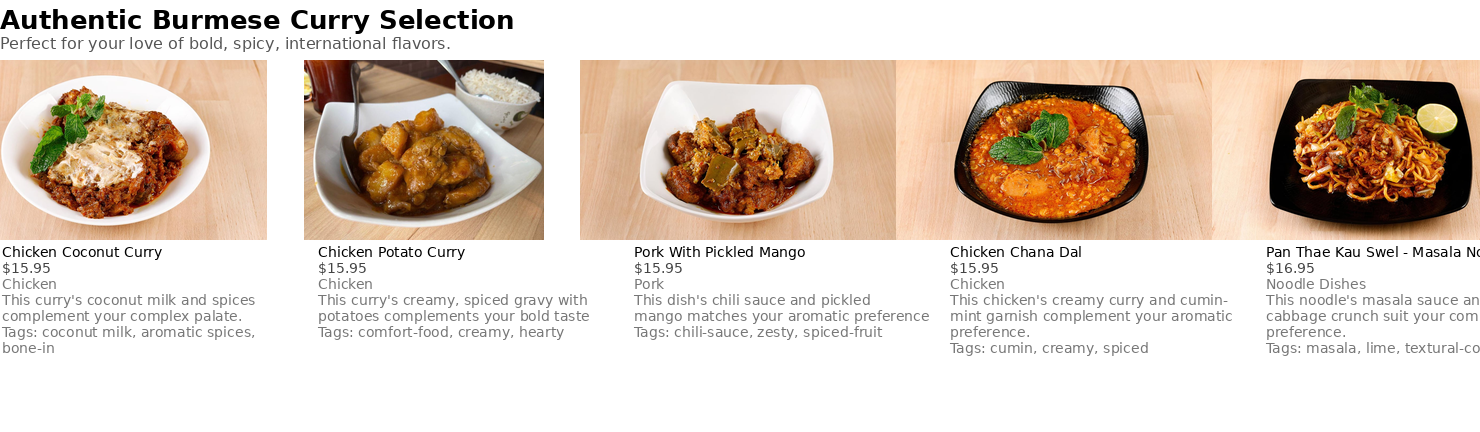 Authentic Burmese Curry Selection
Perfect for your love of bold, spicy, international flavors.
Chicken Coconut Curry
$15.95
Chicken
This curry's coconut milk and spices
complement your complex palate.
Tags: coconut milk, aromatic spices,
bone-in
Chicken Potato Curry
$15.95
Chicken
This curry's creamy, spiced gravy with
potatoes complements your bold taste
Tags: comfort-food, creamy, hearty
Pork With Pickled Mango
$15.95
Pork
This dish's chili sauce and pickled
mango matches your aromatic preference
Tags: chili-sauce, zesty, spiced-fruit
Chicken Chana Dal
$15.95
Chicken
This chicken's creamy curry and cumin-
mint garnish complement your aromatic
preference.
Tags: cumin, creamy, spiced
Pan Thae Kau Swel - Masala
$16.95
Noodle Dishes
This noodle's masala sauce
cabbage crunch suit your
preference.
Tags: masala, lime,